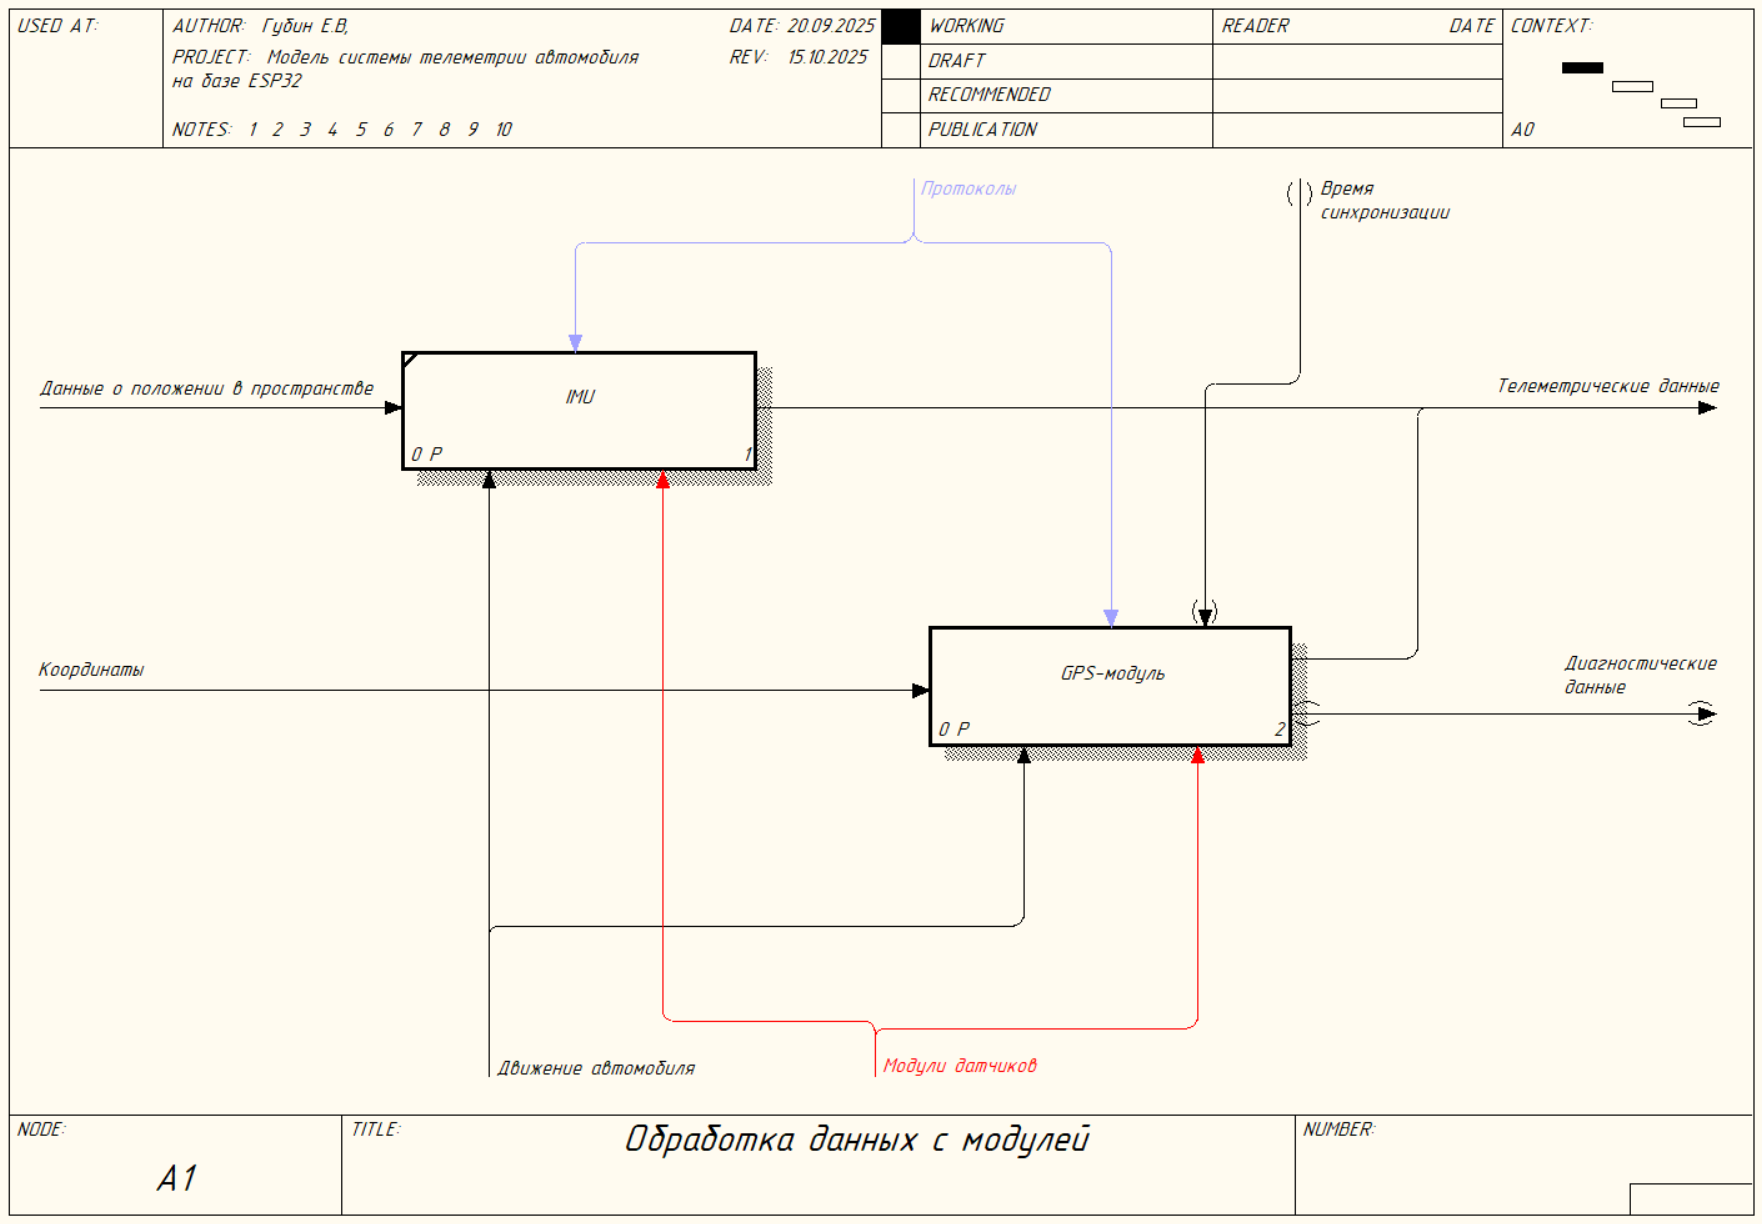 USED AT:
AUTHOR: Губин Е.В,
DATE: 20.09.2025
PROJECT: Модель системы телеметрии автомобиля
на базе ESP32
REV: 15.10.2025
NOTES: 1 2 3 4 5 6 7 8 9 10
WORKING
DRAFT
RECOMMENDED
PUBLICATION
READER DATE
CONTEXT:
A0
Протоколы
Время
синхронизации
Данные о положении в пространстве
IMU
0 Р
1
Телеметрические данные
Координаты
GPS-модуль
0 Р
2
Диагностические
данные
Движение автомобиля
Модули датчиков
NODE:
A1
TITLE:
Обработка данных с модулей
NUMBER: